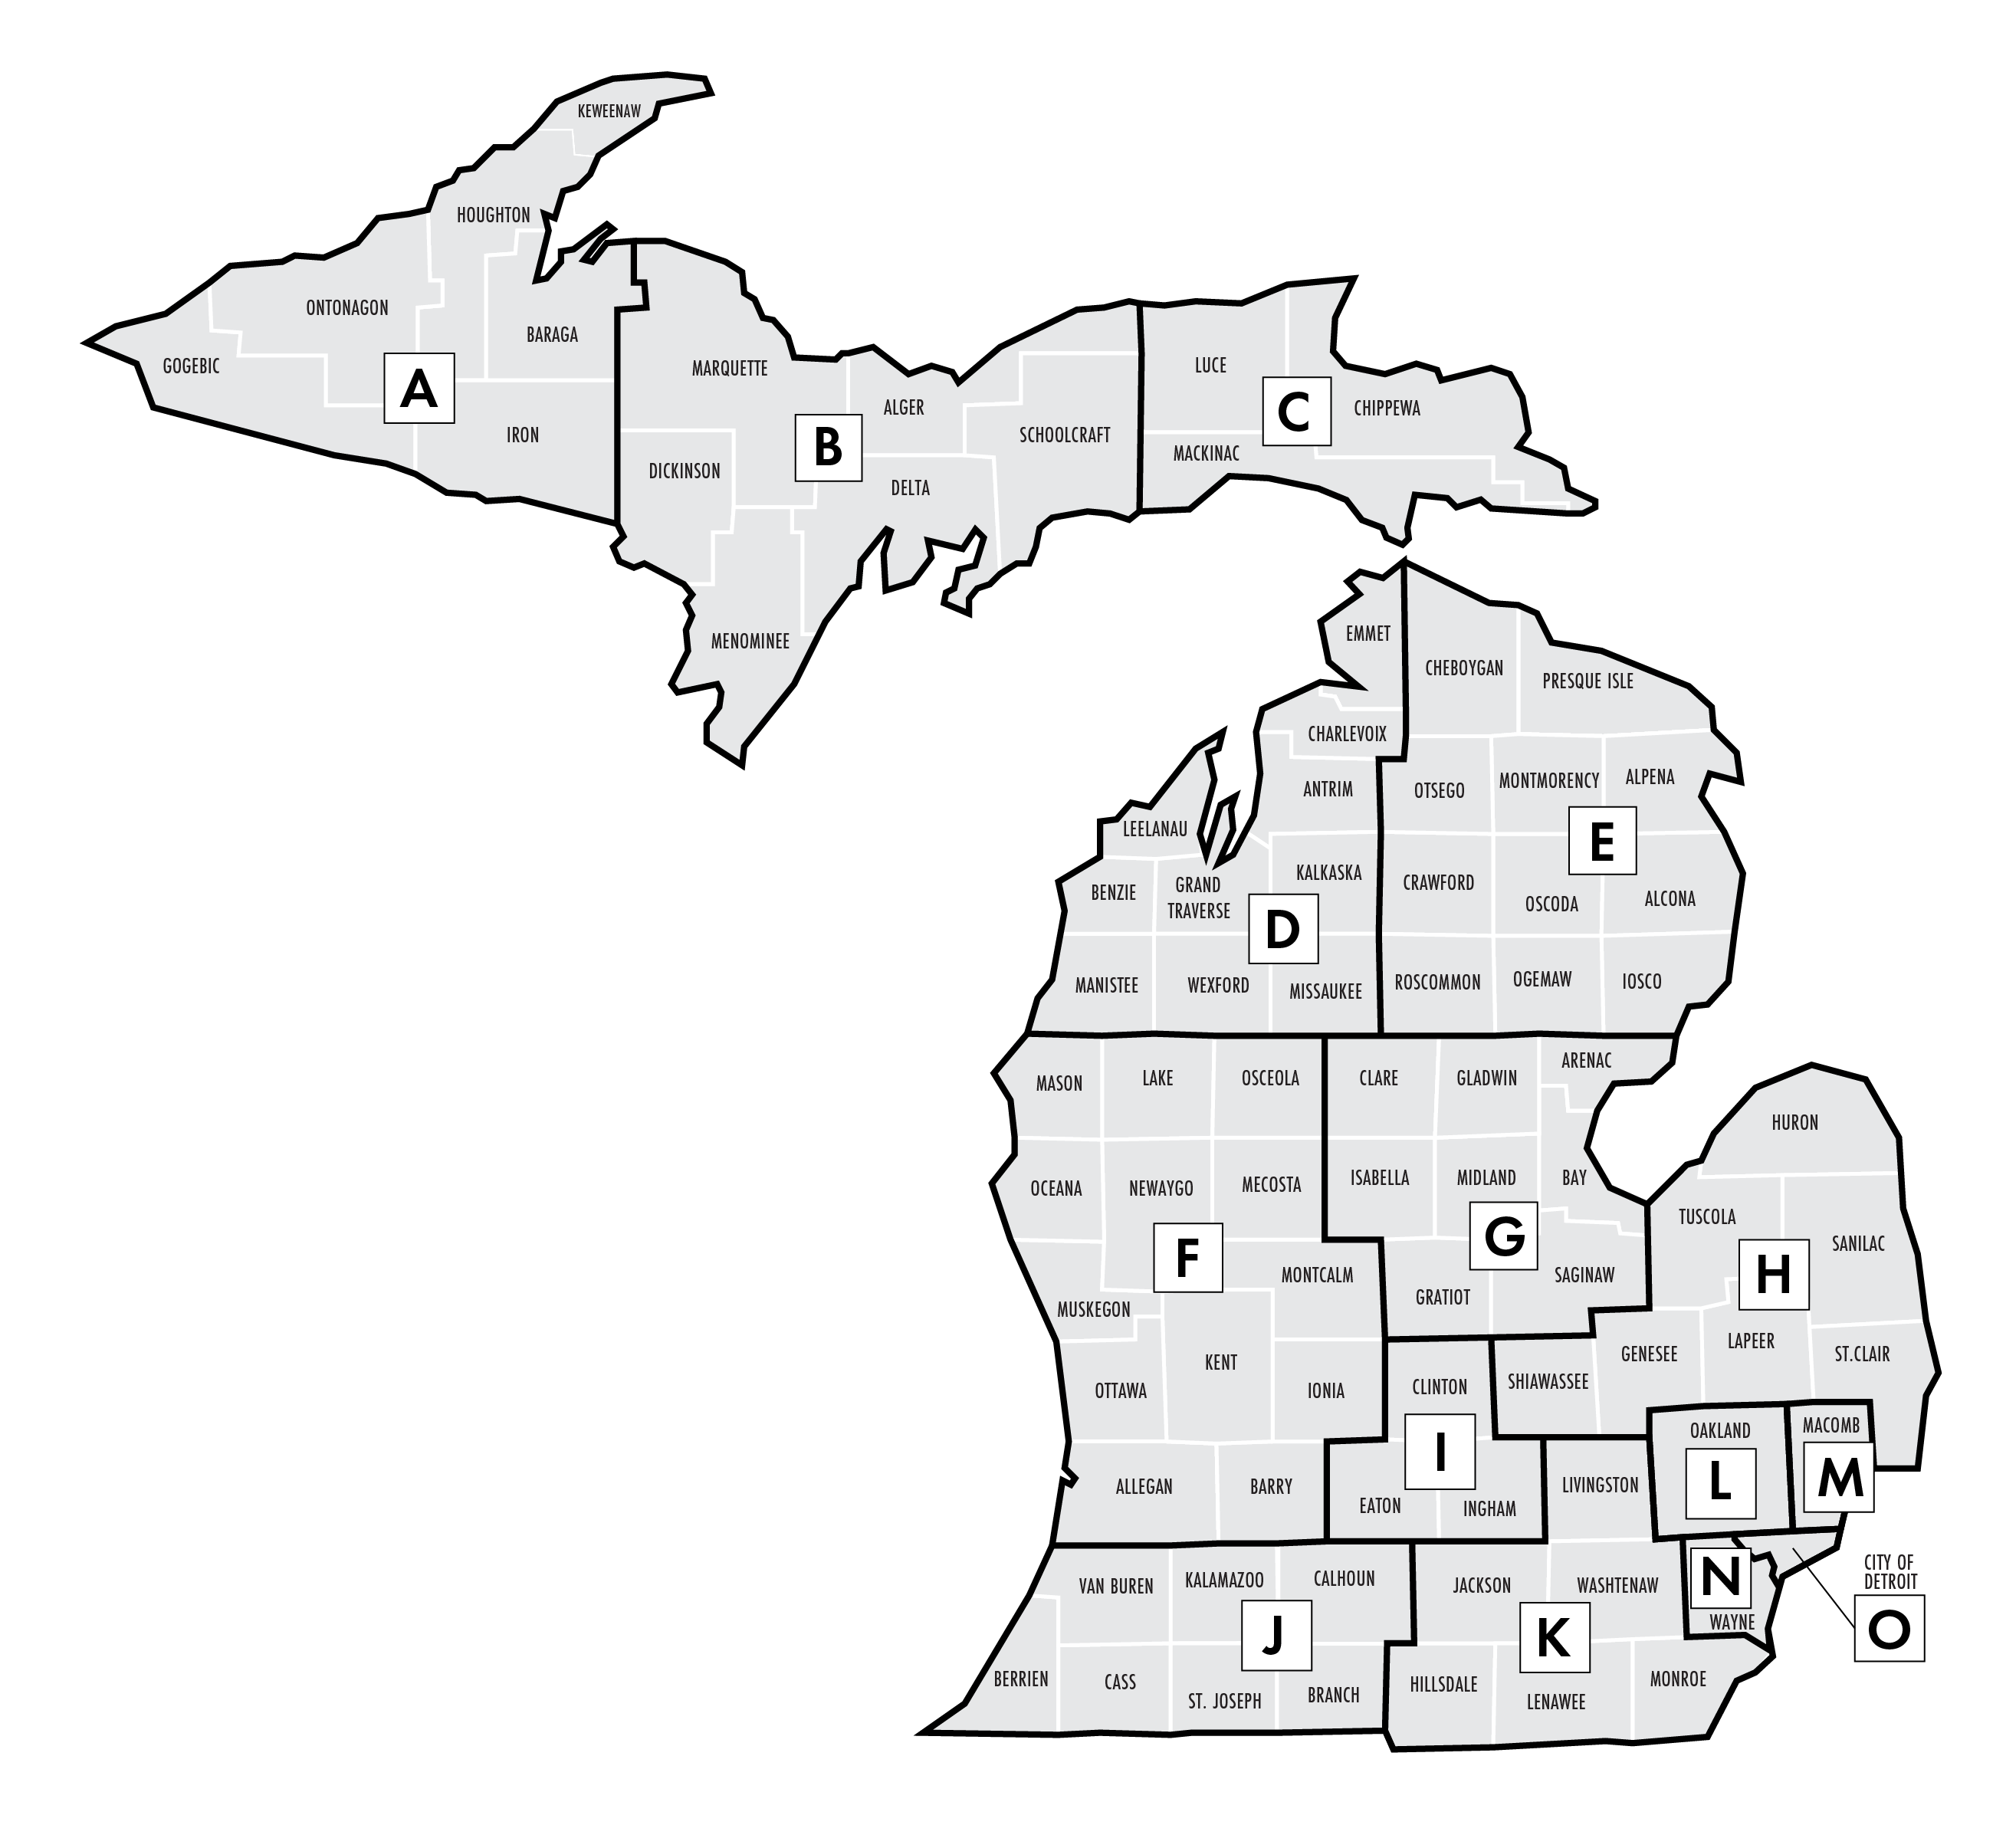 KEWEENAW
HOUGHTON
ONTONAGON
BARAGA
GOGEBIC
A
IRON
MARQUETTE
ALGER
B
SCHOOLCRAFT
DICKINSON
DELTA
MENOMINEE
LUCE
C
CHIPPEWA
MACKINAC
EMMET
CHARLEVOIX
ANTRIM
LEELANAU
KALKASKA
BENZIE
GRAND
TRAVERSE
D
MANISTEE
WEXFORD
MISSAUKEE
CHEBOYGAN
PRESQUE ISLE
OTSEGO
MONTMORENCY
ALPENA
E
CRAWFORD
OSCODA
ALCONA
ROSCOMMON
OGEMAW
IOSCO
MASON
LAKE
OSCEOLA
OCEANA
NEWAYGO
MECOSTA
F
MONTCALM
MUSKEGON
KENT
OTTAWA
IONIA
ALLEGAN
BARRY
CLARE
GLADWIN
ARENAC
ISABELLA
MIDLAND
BAY
G
GRATIOT
SAGINAW
HURON
TUSCOLA
SANILAC
H
GENESEE
LAPEER
ST.CLAIR
SHIAWASSEE
CLINTON
I
EATON
INGHAM
LIVINGSTON
OAKLAND
L
MACOMB
M
VAN BUREN
KALAMAZOO
CALHOUN
J
BERRIEN
CASS
ST. JOSEPH
BRANCH
JACKSON
WASHTENAW
K
HILLSDALE
LENAWEE
MONROE
N
WAYNE
CITY OF
DETROIT
O